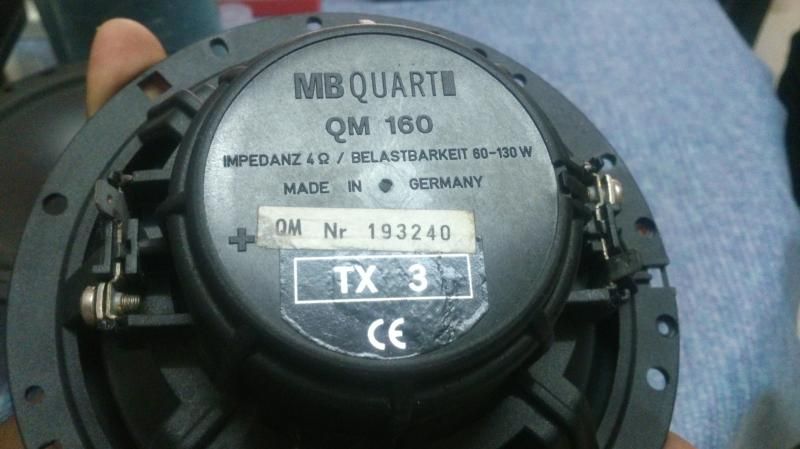 MB QUART
QM 160
IMPEDANZ 4 Ω / BELASTBARKEIT 60-130 W
MADE IN GERMANY
+
QM Nr 193240
TX 3
CE